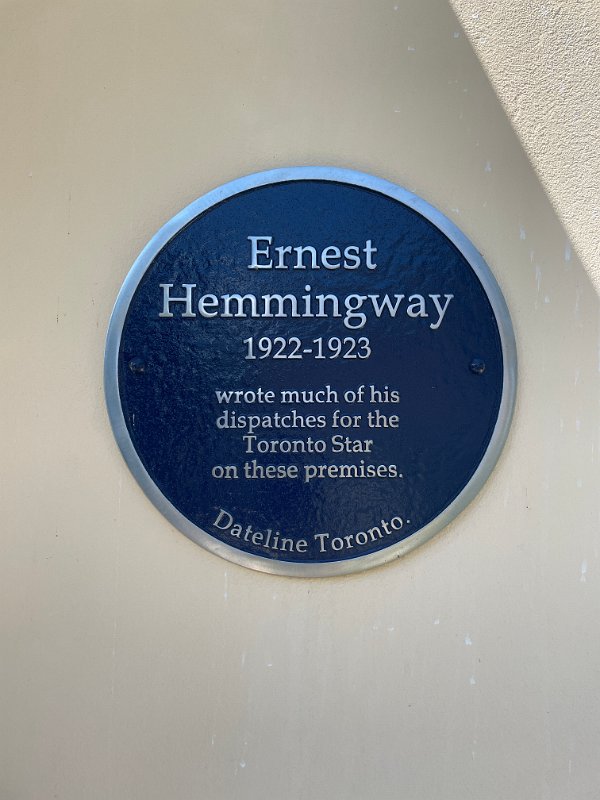 Ernest
Hemmingway
1922-1923
wrote much of his
dispatches for the
Toronto Star
on these premises.
Dateline Toronto.